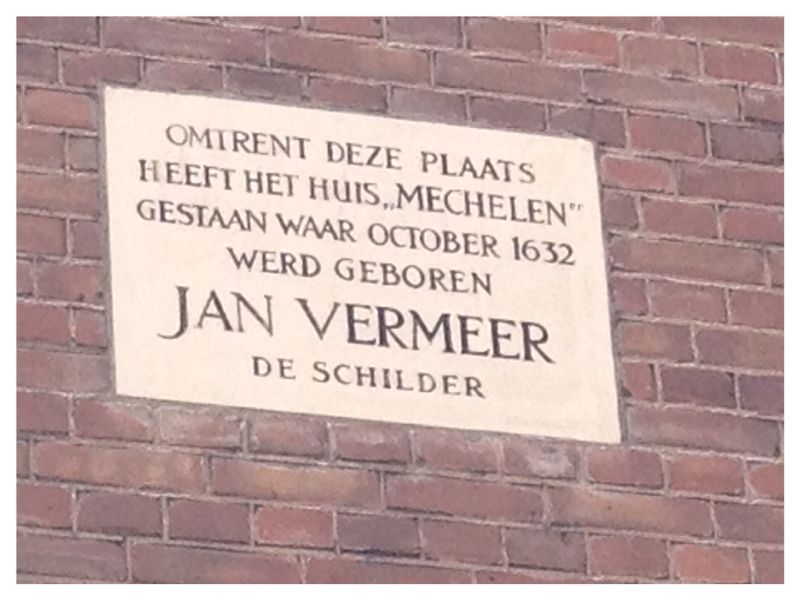 OMTRENT DEZE PLAATS
HEEFT HET HUIS „MECHELEN”
GESTAAN WAAR OCTOBER 1632
WERD GEBOREN
JAN VERMEER
DE SCHILDER